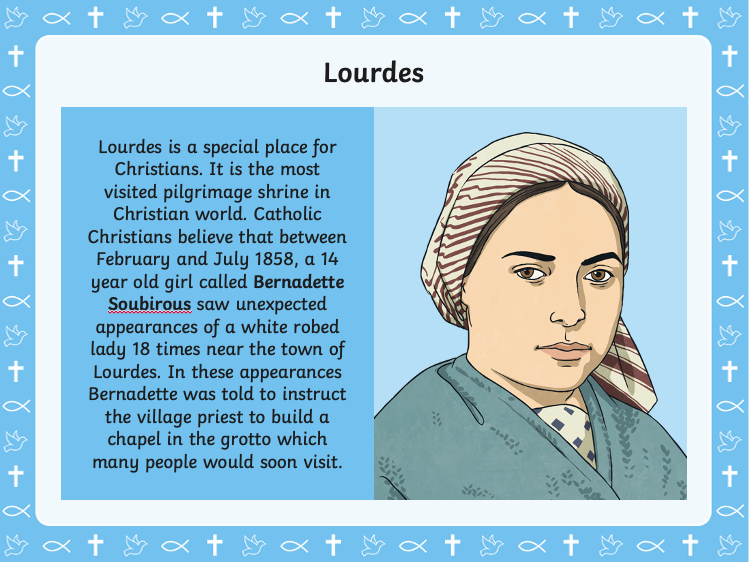 Lourdes
Lourdes is a special place for
Christians. It is the most
visited pilgrimage shrine in
Christian world. Catholic
Christians believe that between
February and July 1858, a 14
year old girl called Bernadette
Soubirous saw unexpected
appearances of a white robed
lady 18 times near the town of
Lourdes. In these appearances
Bernadette was told to instruct
the village priest to build a
chapel in the grotto which
many people would soon visit.